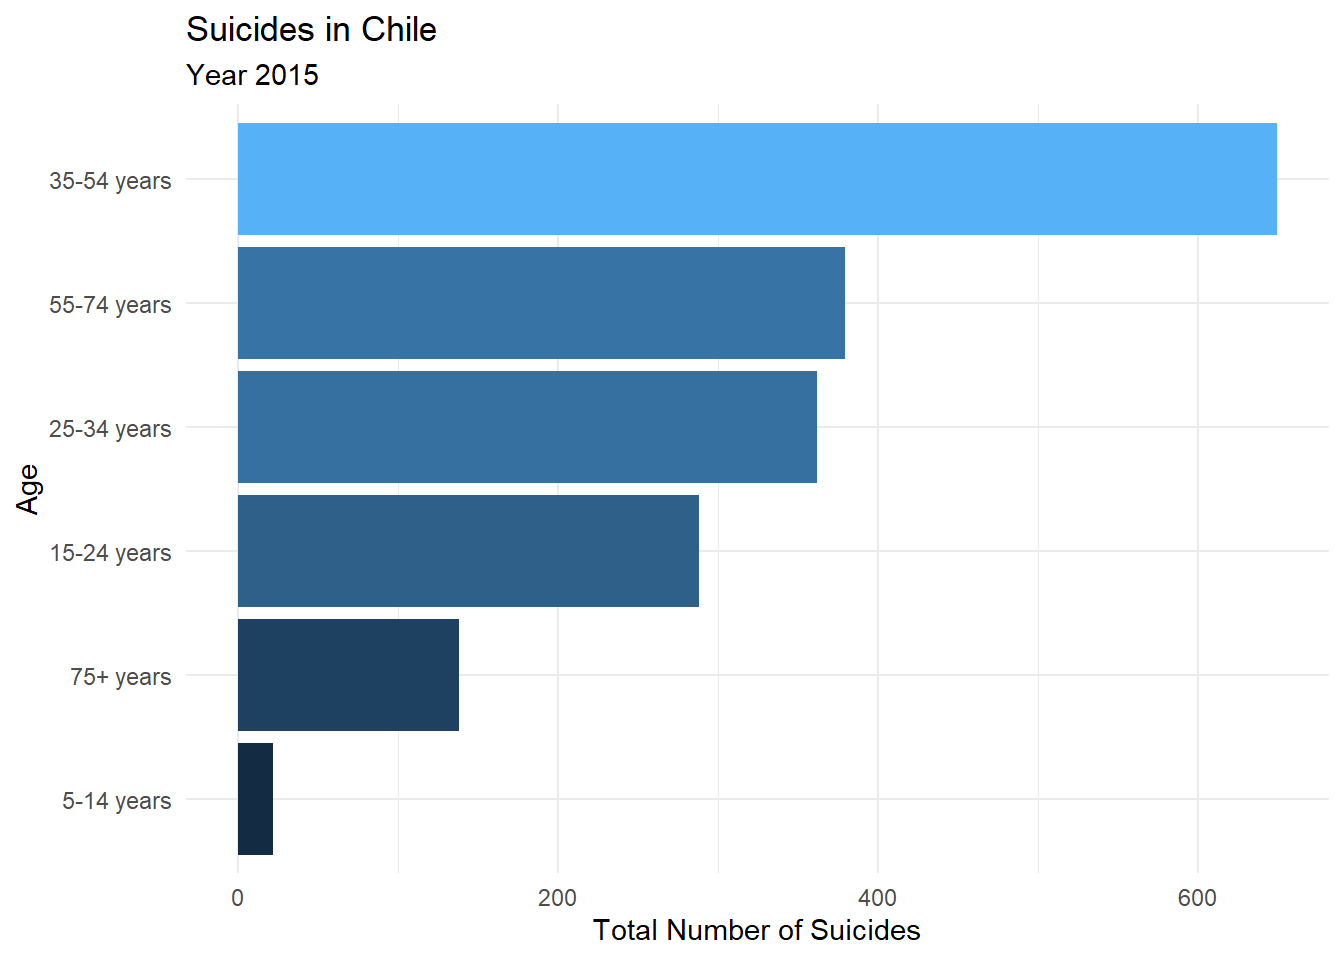 Suicides in Chile
Year 2015
35-54 years
55-74 years
25-34 years
15-24 years
75+ years
5-14 years
Age
0 200 400 600
Total Number of Suicides